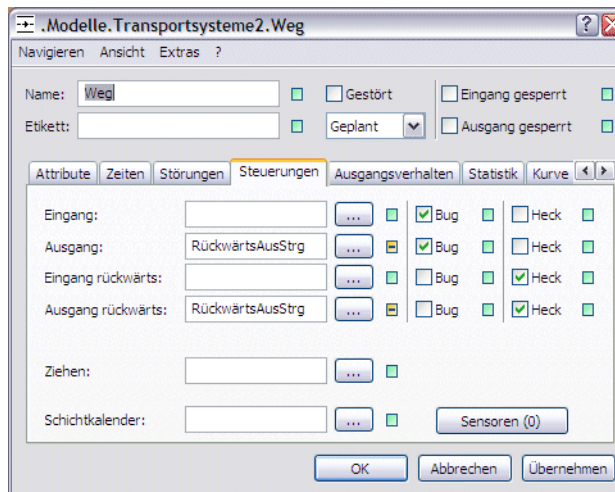 .Modelle.Transportsysteme2.Weg
Navigieren Ansicht Extras ?
Name: Weg Gestört Eingang gesperrt
Etikett: Geplant Ausgang gesperrt
Attribute Zeiten Störungen Steuerungen Ausgangsverhalten Statistik Kurve
Eingang: ... Bug Heck
Ausgang: RückwärtsAusStrg ... Bug Heck
Eingang rückwärts: ... Bug Heck
Ausgang rückwärts: RückwärtsAusStrg ... Bug Heck
Ziehen: ...
Schichtkalender: ... Sensoren (0)
OK Abbrechen Übernehmen